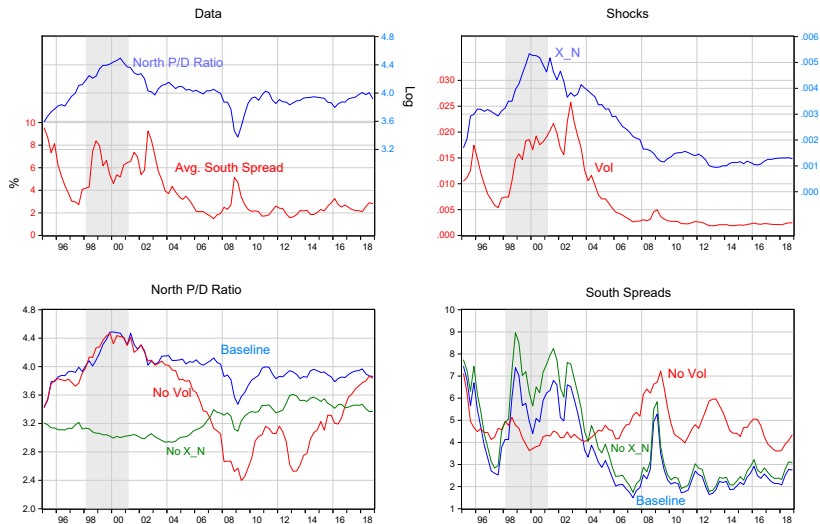 Data
4.8
4.4
4.0
3.6
3.2
Log
10
8
6
4
2
0
%
North P/D Ratio
Avg. South Spread
96 98 00 02 04 06 08 10 12 14 16 18
Shocks
.006
.005
.004
.003
.002
.001
.000
.030
.025
.020
.015
.010
.005
.000
X_N
Vol
96 98 00 02 04 06 08 10 12 14 16 18
North P/D Ratio
4.8
4.4
4.0
3.6
3.2
2.8
2.4
2.0
Baseline
No Vol
No X_N
96 98 00 02 04 06 08 10 12 14 16 18
South Spreads
10
9
8
7
6
5
4
3
2
1
No Vol
No X_N
Baseline
96 98 00 02 04 06 08 10 12 14 16 18